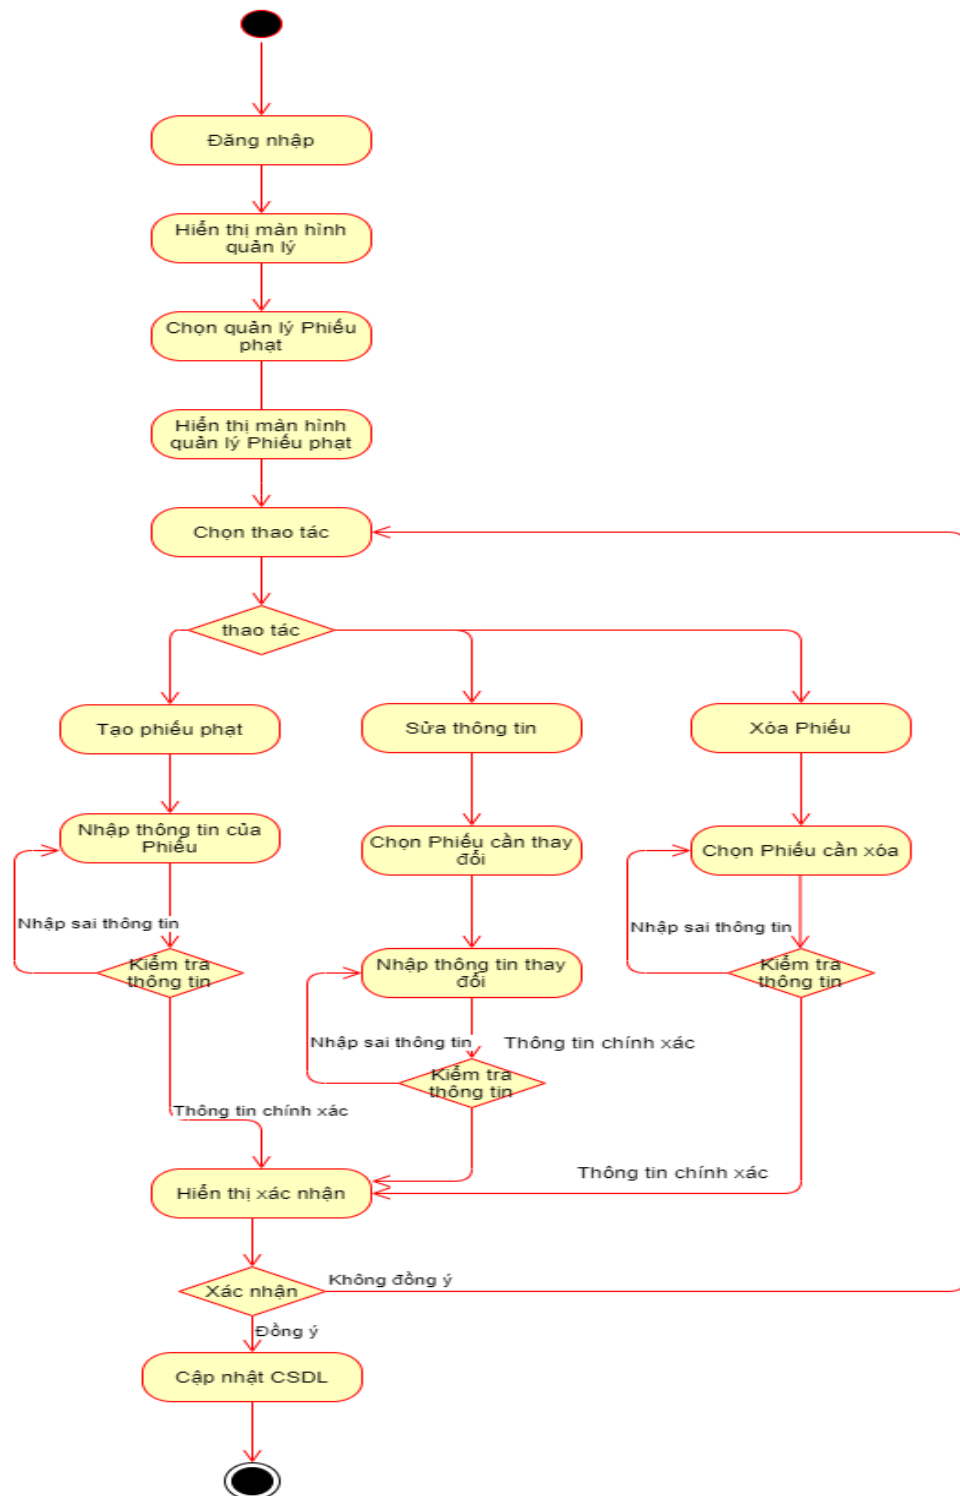 Đăng nhập
Hiển thị màn hình
quản lý
Chọn quản lý Phiếu
phạt
Hiển thị màn hình
quản lý Phiếu phạt
Chọn thao tác
thao tác
Tạo phiếu phạt
Sửa thông tin
Xóa Phiếu
Nhập thông tin của
Phiếu
Chọn Phiếu cần thay
đổi
Chọn Phiếu cần xóa
Nhập sai thông tin
Nhập sai thông tin
Kiểm tra
thông tin
Nhập thông tin thay
đổi
Kiểm tra
thông tin
Nhập sai thông tin
Thông tin chính xác
Kiểm tra
thông tin
Thông tin chính xác
Thông tin chính xác
Hiển thị xác nhận
Không đồng ý
Xác nhận
Đồng ý
Cập nhật CSDL